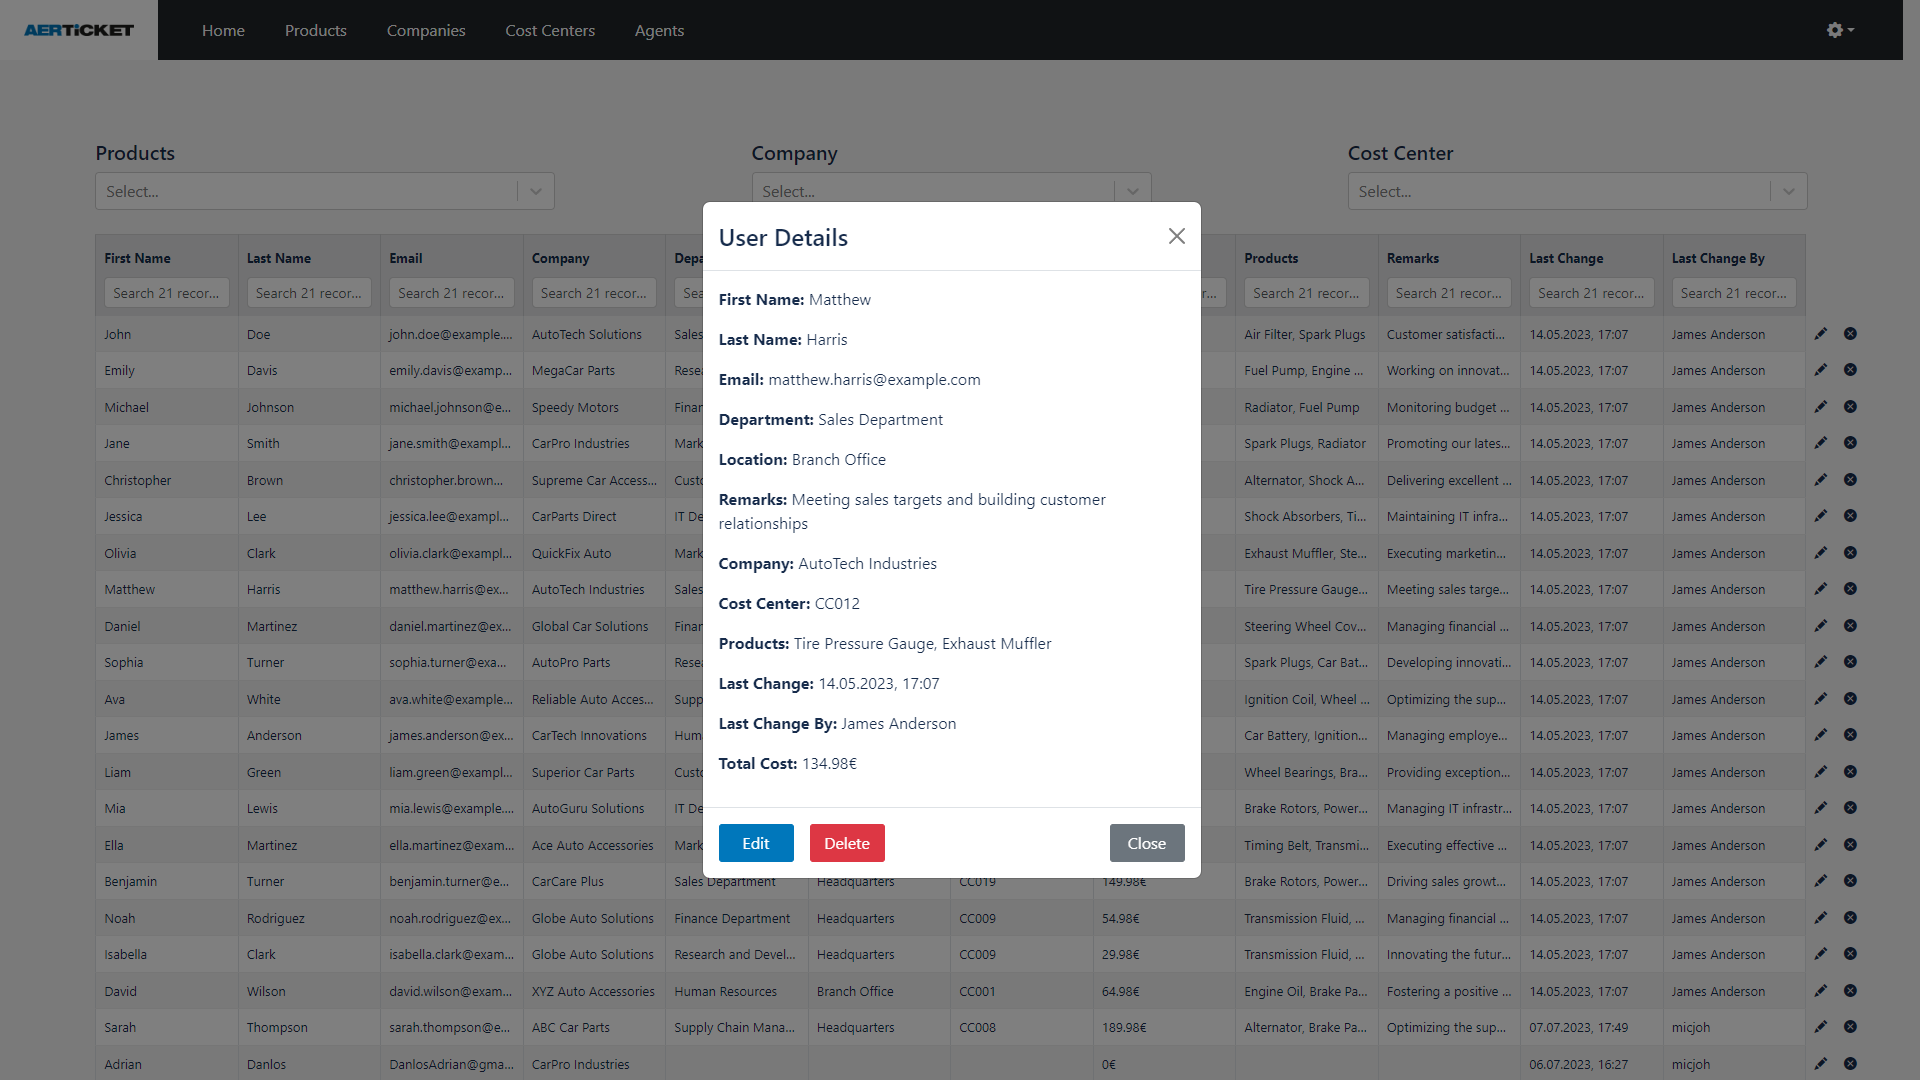 AERTiCKET Home Products Companies Cost Centers Agents
Products Company Cost Center
Select... Select... Select...
First Name Last Name Email Company Depa Products Remarks Last Change Last Change By
Search 21 recor... Search 21 recor... Search 21 recor... Search 21 recor... Sea r... Search 21 recor... Search 21 recor... Search 21 recor... Search 21 recor...
John Doe john.doe@example.... AutoTech Solutions Sales Air Filter, Spark Plugs Customer satisfacti... 14.05.2023, 17:07 James Anderson
Emily Davis emily.davis@examp... MegaCar Parts Resea Fuel Pump, Engine ... Working on innovat... 14.05.2023, 17:07 James Anderson
Michael Johnson michael.johnson@e... Speedy Motors Finan Radiator, Fuel Pump Monitoring budget ... 14.05.2023, 17:07 James Anderson
Jane Smith jane.smith@exampl... CarPro Industries Mark Spark Plugs, Radiator Promoting our lates... 14.05.2023, 17:07 James Anderson
Christopher Brown christopher.brown... Supreme Car Access... Custo Alternator, Shock A... Delivering excellent ... 14.05.2023, 17:07 James Anderson
Jessica Lee jessica.lee@exampl... CarParts Direct IT De Shock Absorbers, Ti... Maintaining IT infra... 14.05.2023, 17:07 James Anderson
Olivia Clark olivia.clark@exampl... QuickFix Auto Mark Exhaust Muffler, Ste... Executing marketin... 14.05.2023, 17:07 James Anderson
Matthew Harris matthew.harris@ex... AutoTech Industries Sales Tire Pressure Gauge... Meeting sales targe... 14.05.2023, 17:07 James Anderson
Daniel Martinez daniel.martinez@ex... Global Car Solutions Finan Steering Wheel Cov... Managing financial ... 14.05.2023, 17:07 James Anderson
Sophia Turner sophia.turner@exa... AutoPro Parts Resea Spark Plugs, Car Bat... Developing innovati... 14.05.2023, 17:07 James Anderson
Ava White ava.white@example... Reliable Auto Acces... Supp Ignition Coil, Wheel ... Optimizing the sup... 14.05.2023, 17:07 James Anderson
James Anderson james.anderson@ex... CarTech Innovations Huma Car Battery, Ignition... Managing employe... 14.05.2023, 17:07 James Anderson
Liam Green liam.green@exampl... Superior Car Parts Custo Wheel Bearings, Bra... Providing exception... 14.05.2023, 17:07 James Anderson
Mia Lewis mia.lewis@example.... AutoGuru Solutions IT De Brake Rotors, Power... Managing IT infrastr... 14.05.2023, 17:07 James Anderson
Ella Martinez ella.martinez@exam... Ace Auto Accessories Mark Timing Belt, Transmi... Executing effective ... 14.05.2023, 17:07 James Anderson
Benjamin Turner benjamin.turner@e... CarCare Plus Sales Department Headquarters CC019 149.98€ Brake Rotors, Power... Driving sales growt... 14.05.2023, 17:07 James Anderson
Noah Rodriguez noah.rodriguez@ex... Globe Auto Solutions Finance Department Headquarters CC009 54.98€ Transmission Fluid, ... Managing financial ... 14.05.2023, 17:07 James Anderson
Isabella Clark isabella.clark@exam... Globe Auto Solutions Research and Devel... Headquarters CC009 29.98€ Transmission Fluid, ... Innovating the futur... 14.05.2023, 17:07 James Anderson
David Wilson david.wilson@exam... XYZ Auto Accessories Human Resources Branch Office CC001 64.98€ Engine Oil, Brake Pa... Fostering a positive ... 14.05.2023, 17:07 James Anderson
Sarah Thompson sarah.thompson@e... ABC Car Parts Supply Chain Mana... Headquarters CC008 189.98€ Alternator, Brake Pa... Optimizing the sup... 07.07.2023, 17:49 micjoh
Adrian Danlos DanlosAdrian@gma... CarPro Industries 0€ 06.07.2023, 16:27 micjoh
User Details
First Name: Matthew
Last Name: Harris
Email: matthew.harris@example.com
Department: Sales Department
Location: Branch Office
Remarks: Meeting sales targets and building customer
relationships
Company: AutoTech Industries
Cost Center: CC012
Products: Tire Pressure Gauge, Exhaust Muffler
Last Change: 14.05.2023, 17:07
Last Change By: James Anderson
Total Cost: 134.98€
Edit Delete Close